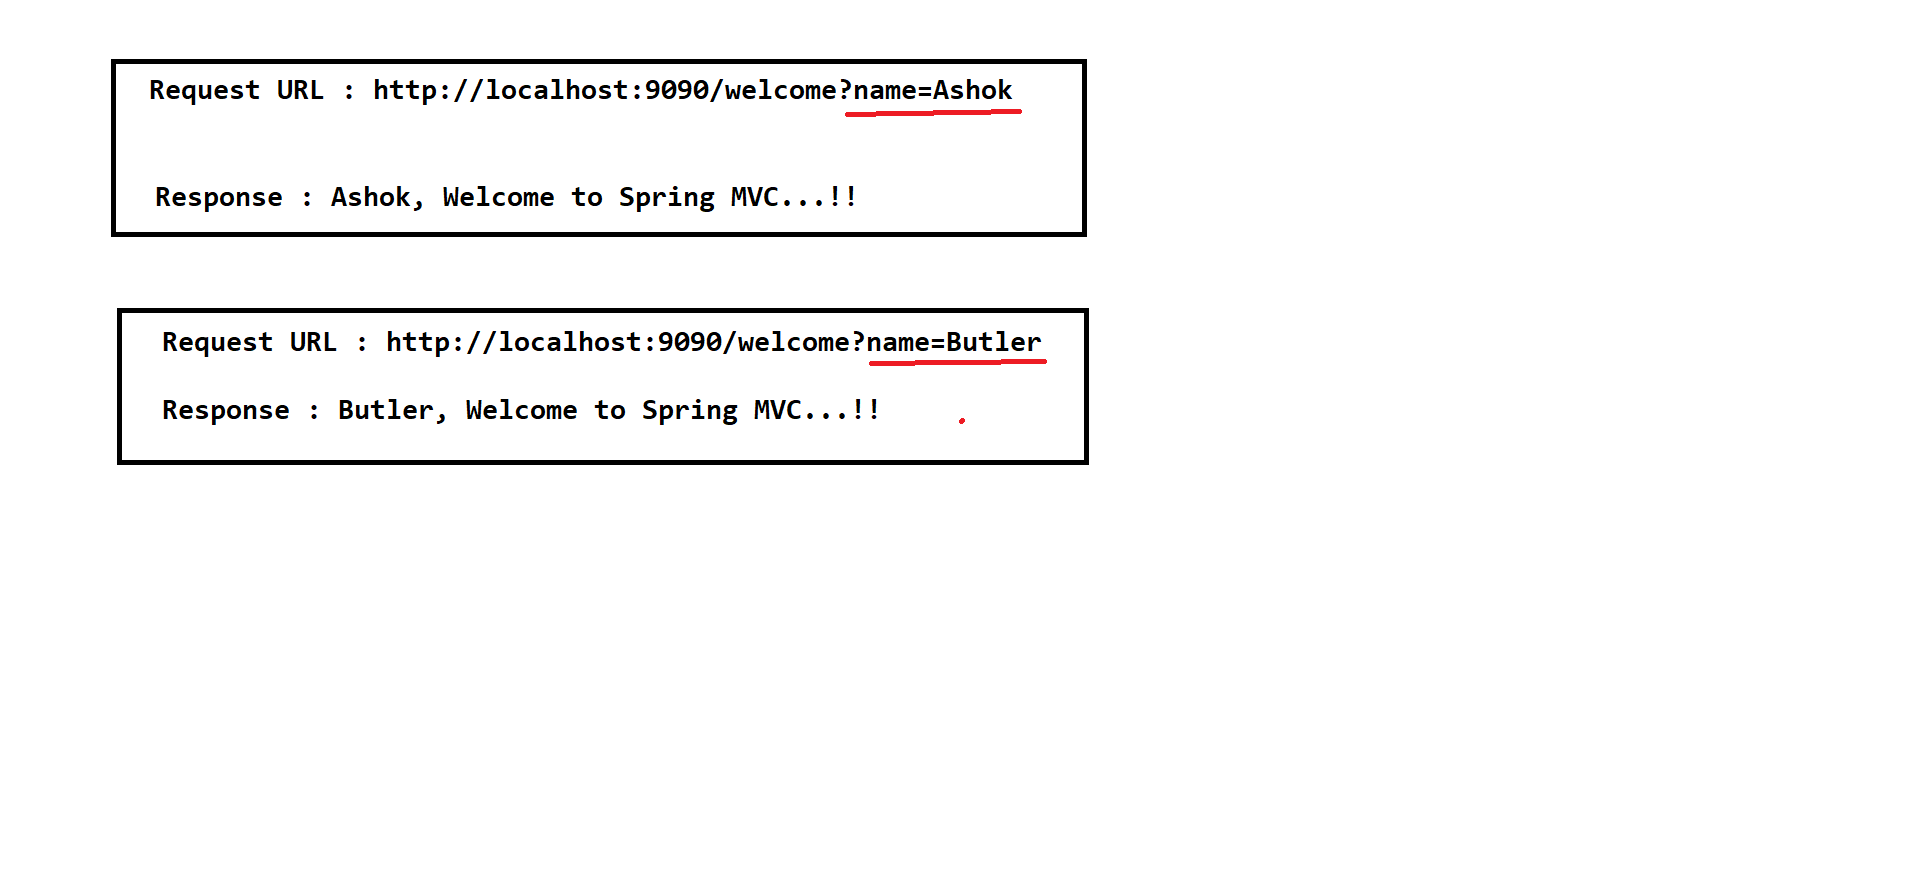 Request URL : http://localhost:9090/welcome?name=Ashok
Response : Ashok, Welcome to Spring MVC...!!
Request URL : http://localhost:9090/welcome?name=Butler
Response : Butler, Welcome to Spring MVC...!!